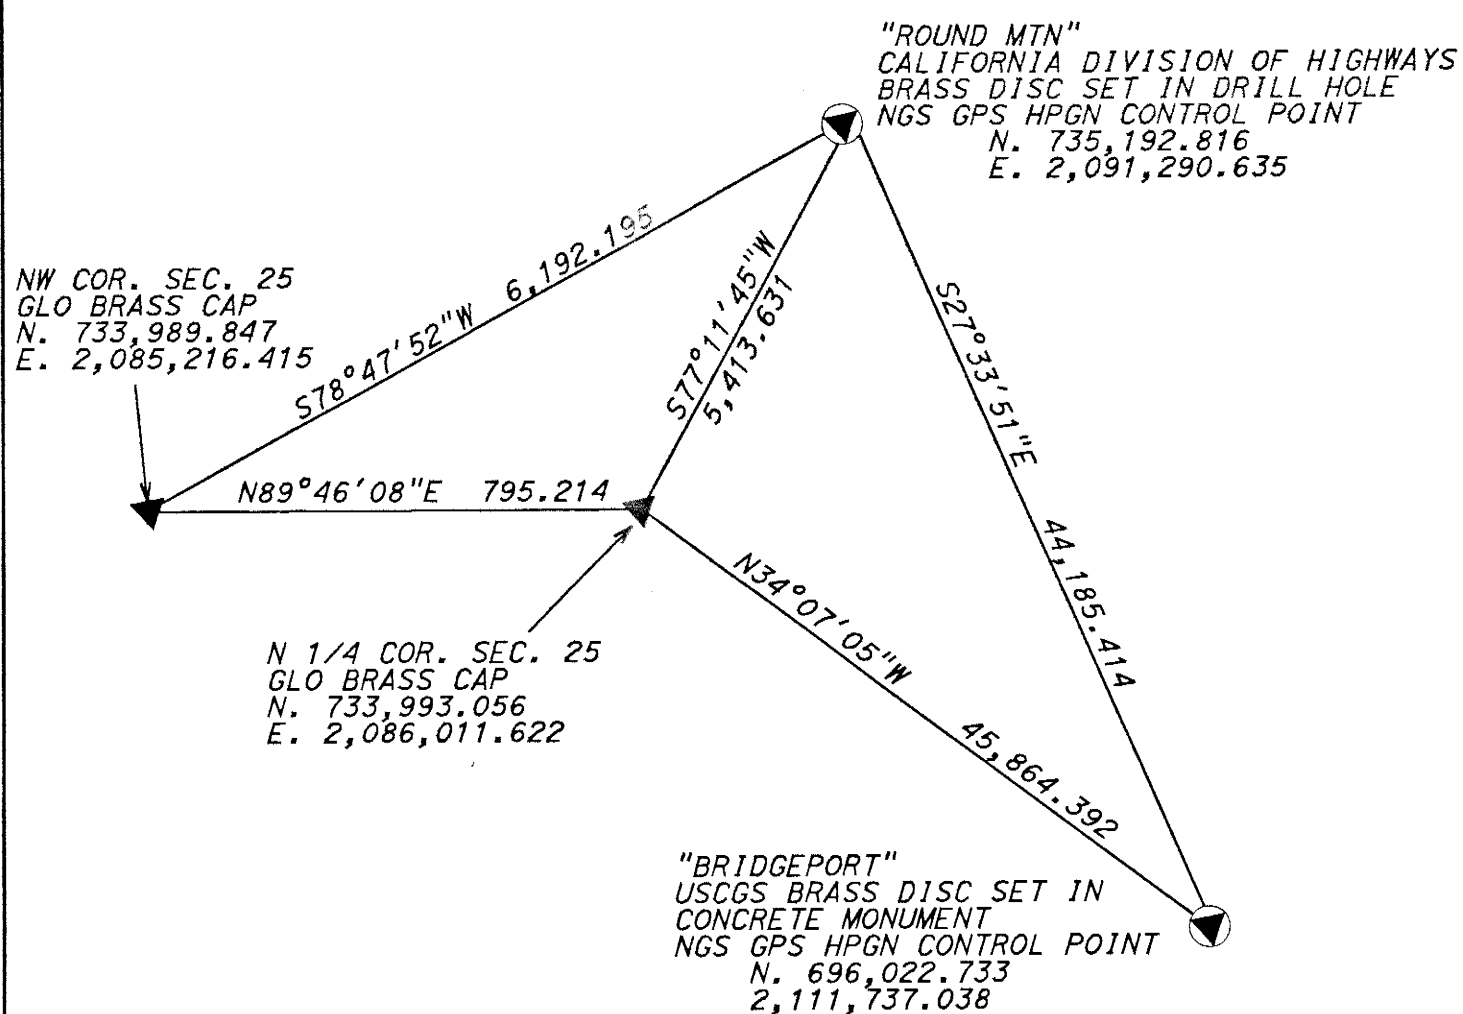 "ROUND MTN"
CALIFORNIA DIVISION OF HIGHWAYS
BRASS DISC SET IN DRILL HOLE
NGS GPS HPGN CONTROL POINT
N. 735,192.816
E. 2,091,290.635
NW COR. SEC. 25
GLO BRASS CAP
N. 733,989.847
E. 2,085,216.415
S78°47'52"W 6,192.195
S77°11'45"W
5,413.631
S27°33'51"E 44,185.414
N89°46'08"E 795.214
N34°07'05"W 45,864.392
N 1/4 COR. SEC. 25
GLO BRASS CAP
N. 733,993.056
E. 2,086,011.622
"BRIDGEPORT"
USCGS BRASS DISC SET IN
CONCRETE MONUMENT
NGS GPS HPGN CONTROL POINT
N. 696,022.733
2,111,737.038